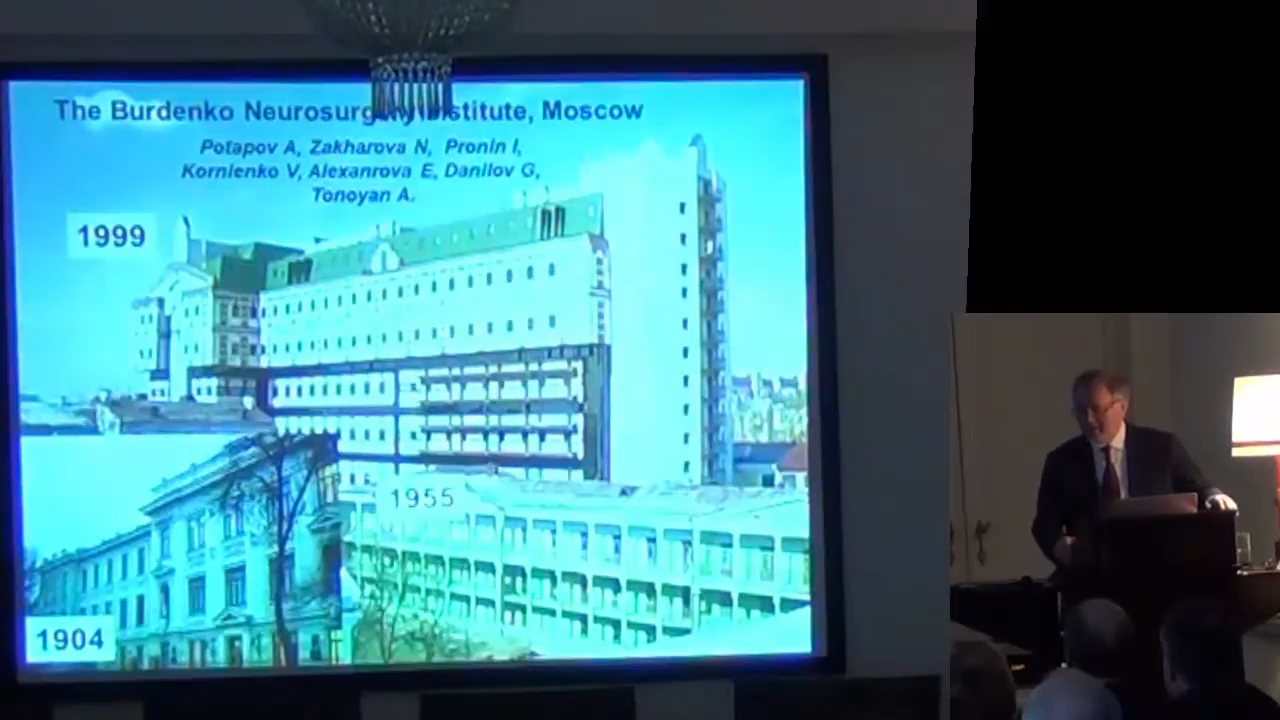 The Burdenko Neurosurgery Institute, Moscow
Potapov A, Zakharova N, Pronin I,
Kornienko V, Alexanrova E, Danilov G,
Tonoyan A.
1999
1955
1904